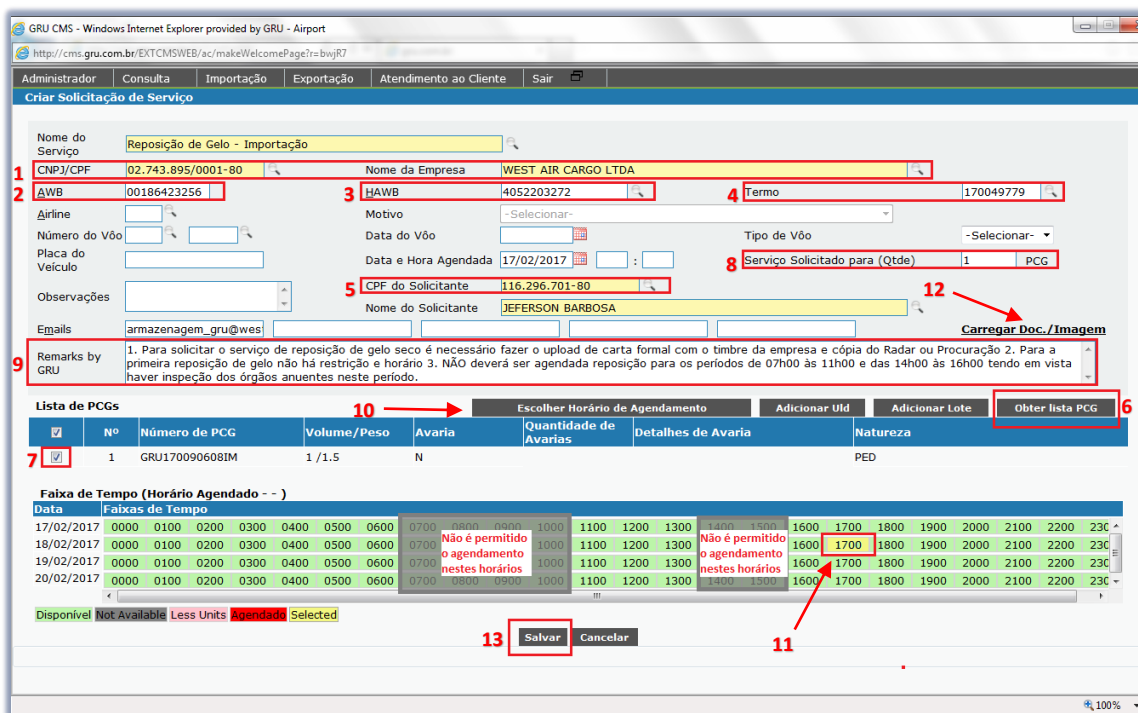 GRU CMS - Windows Internet Explorer provided by GRU - Airport
http://cms.gru.com.br/EXTCMSWEB/ac/makeWelcomePage?r=bwjR7
Administrador Consulta Importação Exportação Atendimento ao Cliente Sair
Criar Solicitação de Serviço
Nome do Serviço Reposição de Gelo - Importação
1 CNPJ/CPF 02.743.895/0001-80 Nome da Empresa WEST AIR CARGO LTDA
2 AWB 00186423256 3 HAWB 4052203272 4 Termo 170049779
Airline Motivo -Selecionar-
Número do Vôo Data do Vôo Tipo de Vôo -Selecionar-
Placa do Veículo Data e Hora Agendada 17/02/2017 : 8 Serviço Solicitado para (Qtde) 1 PCG
5 CPF do Solicitante 116.296.701-80 12
Observações
Nome do Solicitante JEFERSON BARBOSA
Emails armazenagem_gru@west Carregar Doc./Imagem
9 Remarks by GRU
1. Para solicitar o serviço de reposição de gelo seco é necessário fazer o upload de carta formal com o timbre da empresa e cópia do Radar ou Procuração 2. Para a
primeira reposição de gelo não há restrição e horário 3. NÃO deverá ser agendada reposição para os períodos de 07h00 às 11h00 e das 14h00 às 16h00 tendo em vista
haver inspeção dos órgãos anuentes neste período.
Lista de PCGs 10 Escolher Horário de Agendamento Adicionar Uld Adicionar Lote Obter lista PCG 6
Nº Número de PCG Volume/Peso Avaria Quantidade de Avarias Detalhes de Avaria Natureza
7 1 GRU170090608IM 1 /1.5 N PED
Faixa de Tempo (Horário Agendado - - )
Data Faixas de Tempo
17/02/2017 0000 0100 0200 0300 0400 0500 0600 0700 0800 0900 1000 1100 1200 1300 1400 1500 1600 1700 1800 1900 2000 2100 2200 230
18/02/2017 0000 0100 0200 0300 0400 0500 0600 0700 1000 1100 1200 1300 1600 1700 1800 1900 2000 2100 2200 230
19/02/2017 0000 0100 0200 0300 0400 0500 0600 0700 1000 1100 1200 1300 1600 1700 1800 1900 2000 2100 2200 230
20/02/2017 0000 0100 0200 0300 0400 0500 0600 0700 0800 0900 1000 1100 1200 1300 1400 1500 1600 1700 1800 1900 2000 2100 2200 230
Não é permitido
o agendamento
nestes horários
Não é permitido
o agendamento
nestes horários
Disponível Not Available Less Units Agendado Selected
13 Salvar Cancelar
11
100%